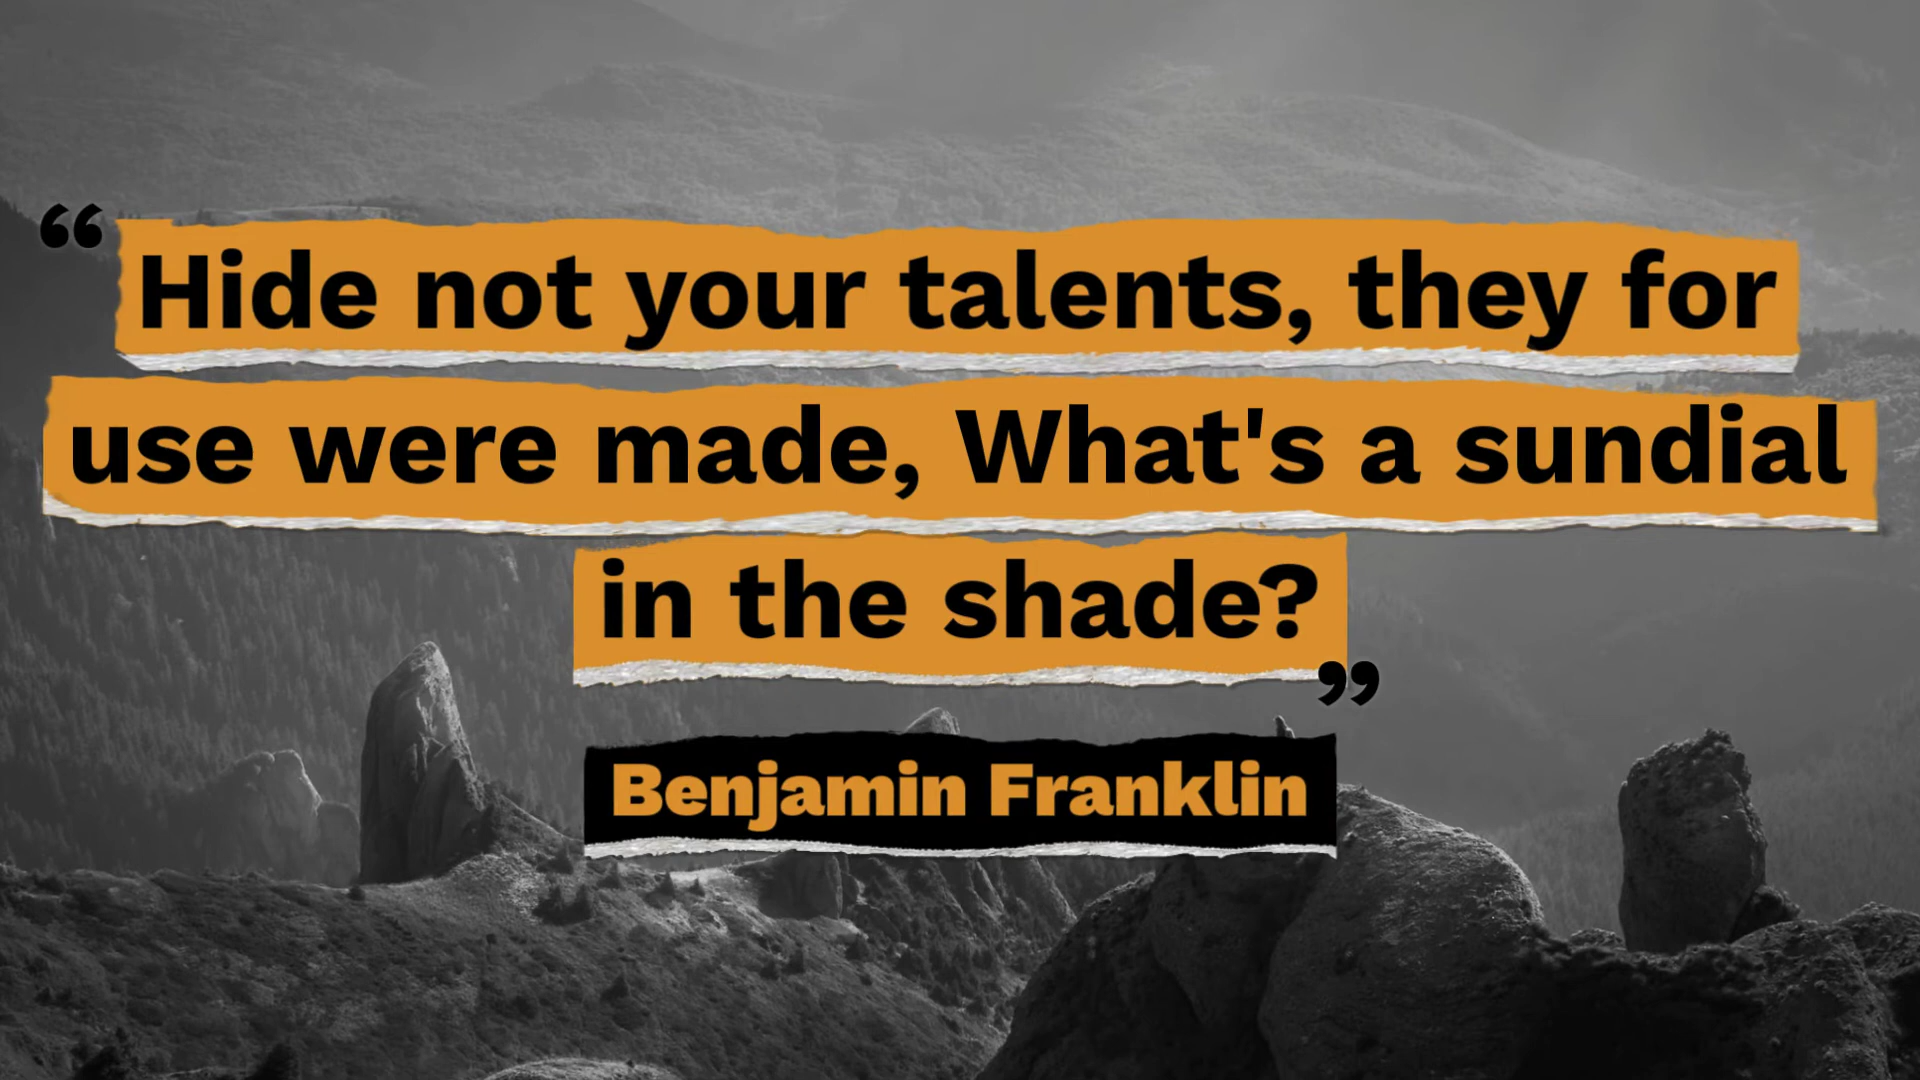 “Hide not your talents, they for
use were made, What's a sundial
in the shade?”
Benjamin Franklin